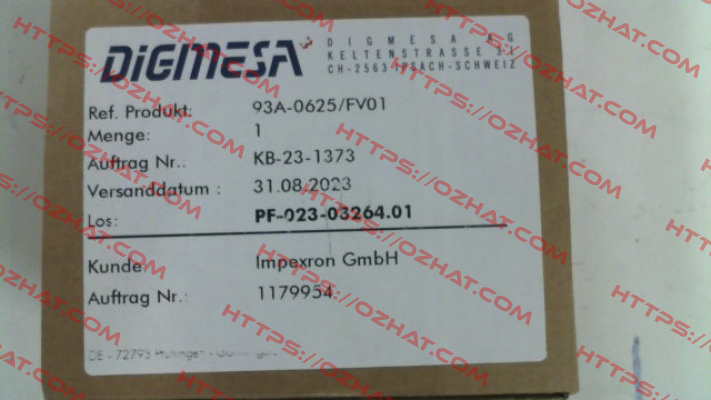 DIGMESA
DIGMESA AG
KELTENSTRASSE 31
CH-2563 IPSACH-SCHWEIZ
Ref. Produkt: 93A-0625/FV01
Menge: 1
Auftrag Nr.: KB-23-1373
Versanddatum : 31.08.2023
Los: PF-023-03264.01
Kunde Impexron GmbH
Auftrag Nr.: 1179954
DE - 72793
HTTPS://OZHAT.COM